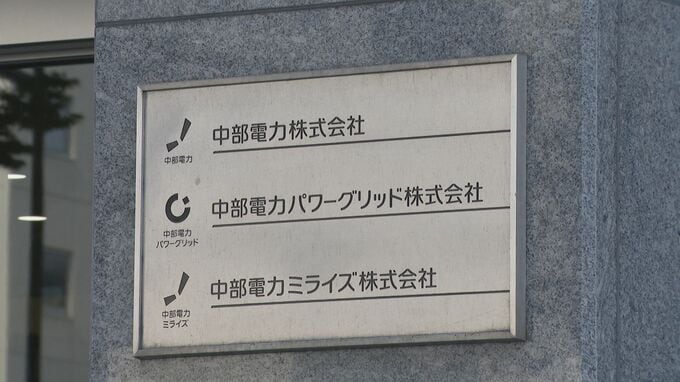 中部電力株式会社
中部電力
中部電力パワーグリッド株式会社
中部電力
パワーグリッド
中部電力ミライズ株式会社
中部電力
ミライズ